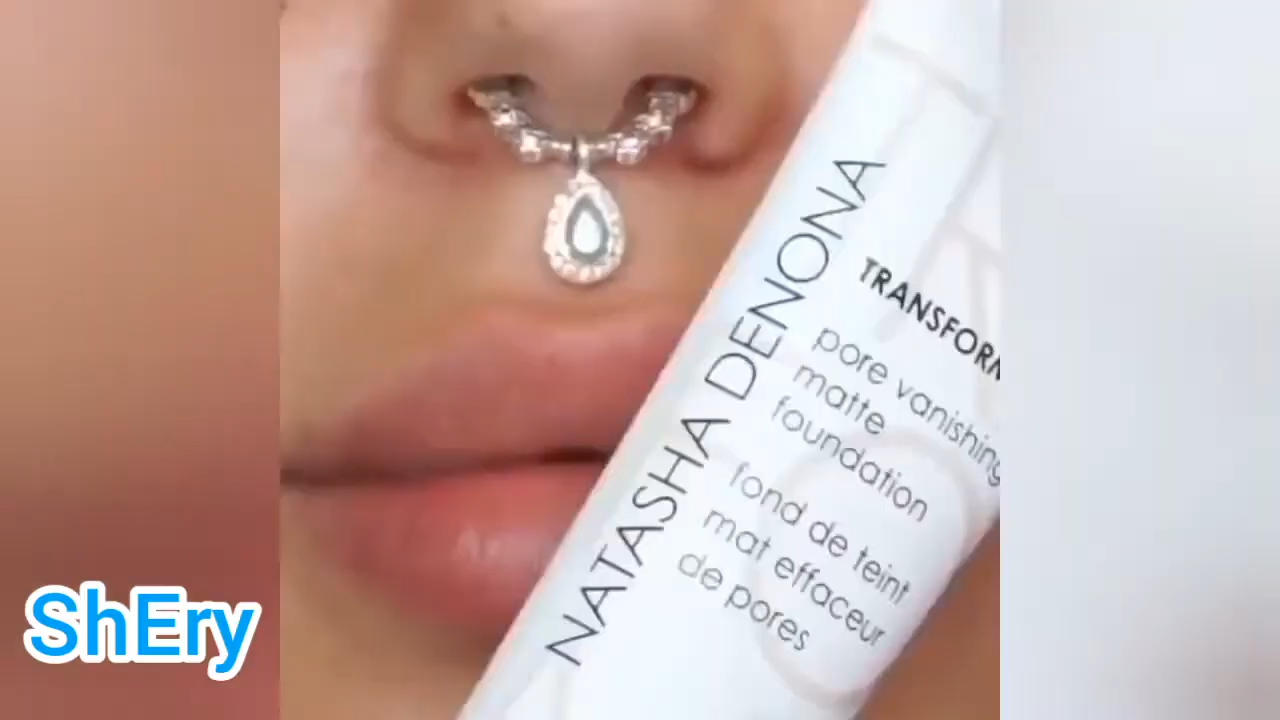 NATASHA DENONA
TRANSFORM
pore vanishing
matte
foundation
fond de teint
mat effaceur
de pores
ShEry